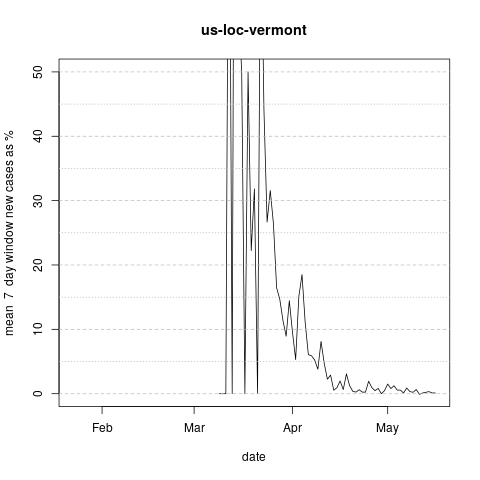 us-loc-vermont
mean  7  day window new cases as %
50
40
30
20
10
0
Feb
Mar
Apr
May
date